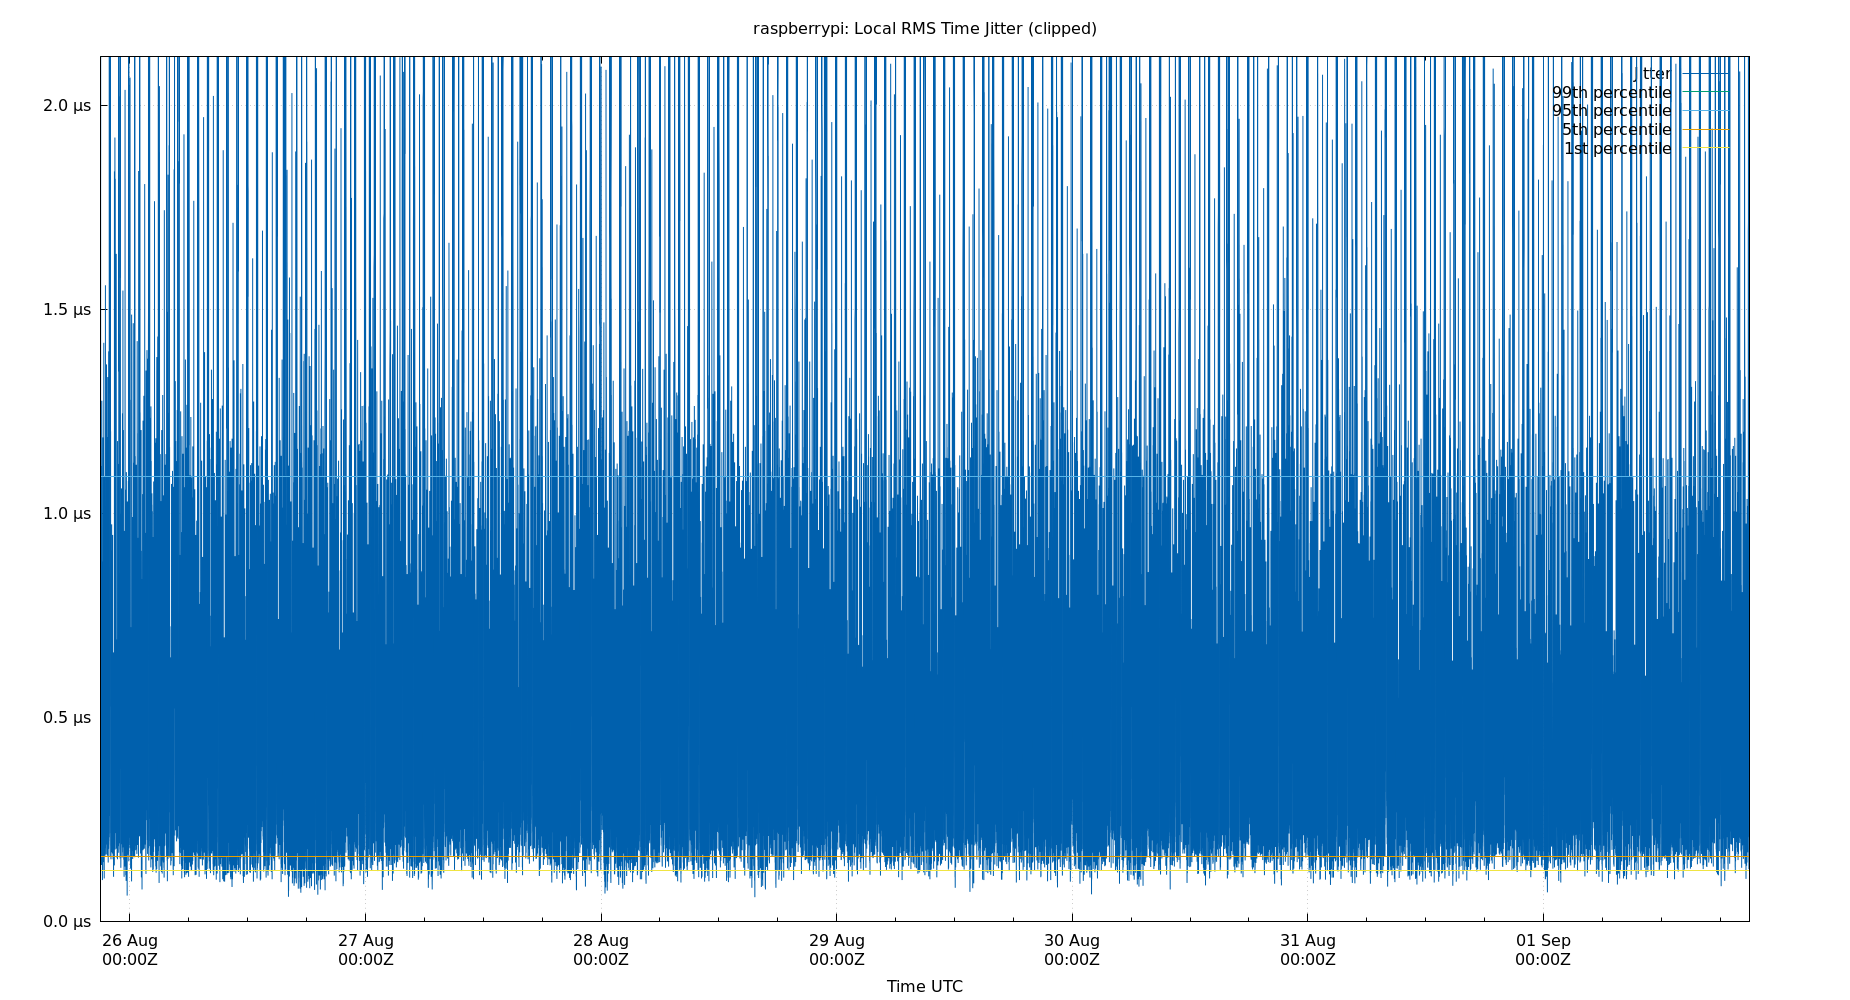 raspberrypi: Local RMS Time Jitter (clipped)
jitter
99th percentile
95th percentile
5th percentile
1st percentile
2.0 µs
1.5 µs
1.0 µs
0.5 µs
0.0 µs
26 Aug 27 Aug 28 Aug 29 Aug 30 Aug 31 Aug 01 Sep
00:00Z 00:00Z 00:00Z 00:00Z 00:00Z 00:00Z 00:00Z
Time UTC